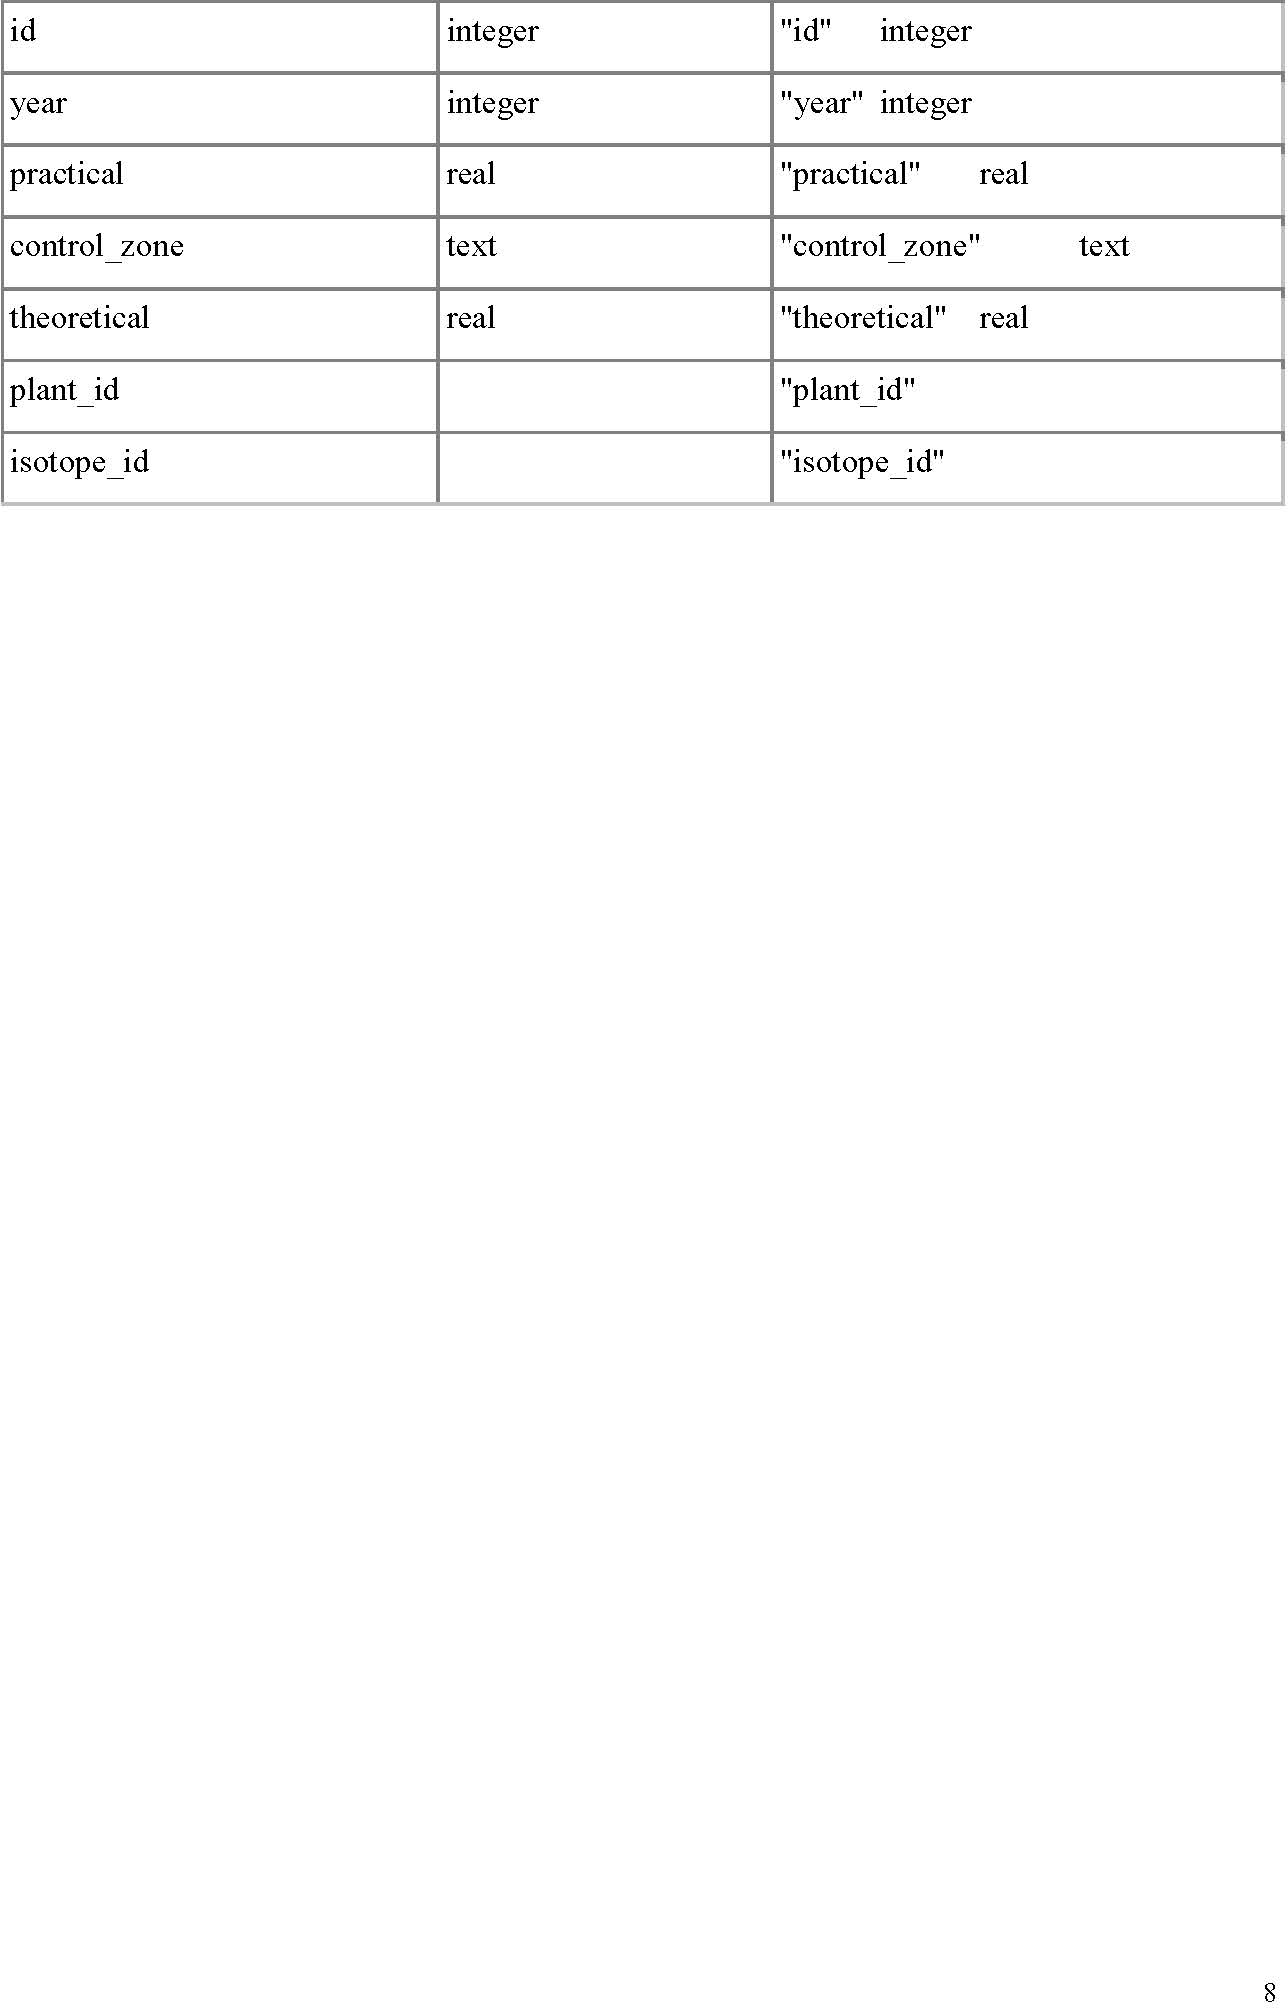 id integer "id" integer
year integer "year" integer
practical real "practical" real
control_zone text "control_zone" text
theoretical real "theoretical" real
plant_id "plant_id"
isotope_id "isotope_id"
8